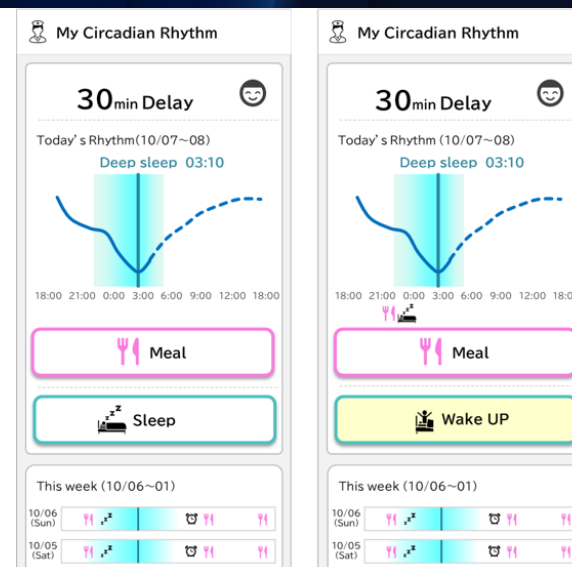 My Circadian Rhythm
30min Delay
Today's Rhythm(10/07~08)
Deep sleep 03:10
18:00 21:00 0:00 3:00 6:00 9:00 12:00 18:00
Meal
zzz Sleep
This week (10/06~01)
10/06
(Sun)
10/05
(Sat)
My Circadian Rhythm
30min Delay
Today's Rhythm (10/07~08)
Deep sleep 03:10
18:00 21:00 0:00 3:00 6:00 9:00 12:00 18:0
Meal
Wake UP
This week (10/06~01)
10/06
(Sun)
10/05
(Sat)